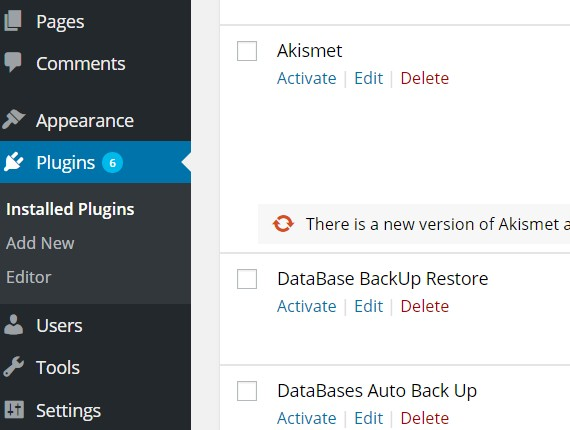 Pages
Comments
Appearance
Plugins 6
Installed Plugins
Add New
Editor
Users
Tools
Settings
Akismet
Activate | Edit | Delete
There is a new version of Akismet a
DataBase BackUp Restore
Activate | Edit | Delete
DataBases Auto Back Up
Activate | Edit | Delete